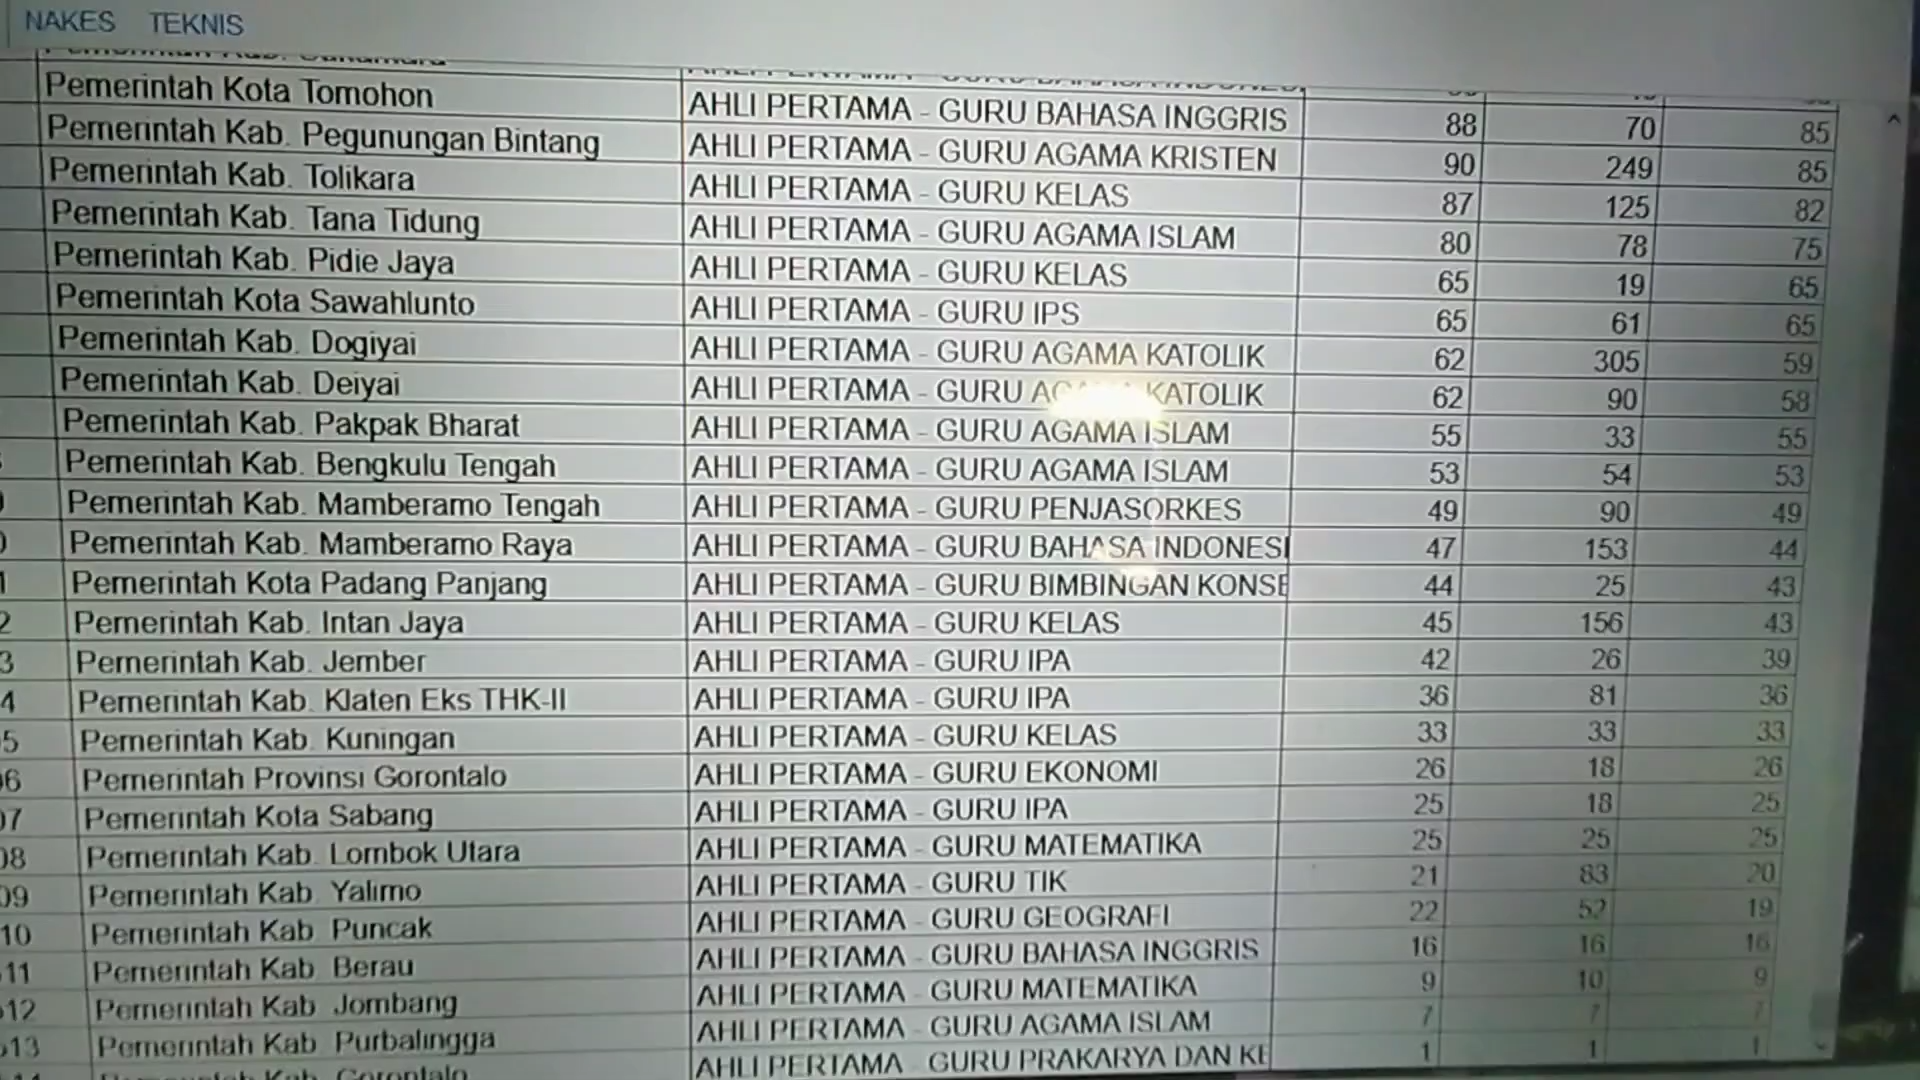 NAKES TEKNIS
Pemerintah Kota Tomohon AHLI PERTAMA - GURU BAHASA INGGRIS 88 70 85
Pemerintah Kab. Pegunungan Bintang AHLI PERTAMA - GURU AGAMA KRISTEN 90 249 85
Pemerintah Kab. Tolikara AHLI PERTAMA - GURU KELAS 87 125 82
Pemerintah Kab. Tana Tidung AHLI PERTAMA - GURU AGAMA ISLAM 80 78 75
Pemerintah Kab. Pidie Jaya AHLI PERTAMA - GURU KELAS 65 19 65
Pemerintah Kota Sawahlunto AHLI PERTAMA - GURU IPS 65 61 65
Pemerintah Kab. Dogiyai AHLI PERTAMA - GURU AGAMA KATOLIK 62 305 59
Pemerintah Kab. Deiyai AHLI PERTAMA - GURU AGAMA KATOLIK 62 90 58
Pemerintah Kab. Pakpak Bharat AHLI PERTAMA - GURU AGAMA ISLAM 55 33 55
Pemerintah Kab. Bengkulu Tengah AHLI PERTAMA - GURU AGAMA ISLAM 53 54 53
Pemerintah Kab. Mamberamo Tengah AHLI PERTAMA - GURU PENJASORKES 49 90 49
Pemerintah Kab. Mamberamo Raya AHLI PERTAMA - GURU BAHASA INDONESI 47 153 44
Pemerintah Kota Padang Panjang AHLI PERTAMA - GURU BIMBINGAN KONSE 44 25 43
Pemerintah Kab. Intan Jaya AHLI PERTAMA - GURU KELAS 45 156 43
Pemerintah Kab. Jember AHLI PERTAMA - GURU IPA 42 26 39
Pemerintah Kab. Klaten Eks THK-II AHLI PERTAMA - GURU IPA 36 81 36
Pemerintah Kab. Kuningan AHLI PERTAMA - GURU KELAS 33 33 33
Pemerintah Provinsi Gorontalo AHLI PERTAMA - GURU EKONOMI 26 18 26
Pemerintah Kota Sabang AHLI PERTAMA - GURU IPA 25 18 25
Pemerintah Kab. Lombok Utara AHLI PERTAMA - GURU MATEMATIKA 25 25 25
Pemerintah Kab. Yalimo AHLI PERTAMA - GURU TIK 21 83 20
Pemerintah Kab. Puncak AHLI PERTAMA - GURU GEOGRAFI 22 52 19
Pemerintah Kab. Berau AHLI PERTAMA - GURU BAHASA INGGRIS 16 16 16
Pemerintah Kab. Jombang AHLI PERTAMA - GURU MATEMATIKA 9 10 9
Pemerintah Kab. Purbalingga AHLI PERTAMA - GURU AGAMA ISLAM 7 7 7
Pemerintah Kab. Gorontalo AHLI PERTAMA - GURU PRAKARYA DAN KE 1 1 1